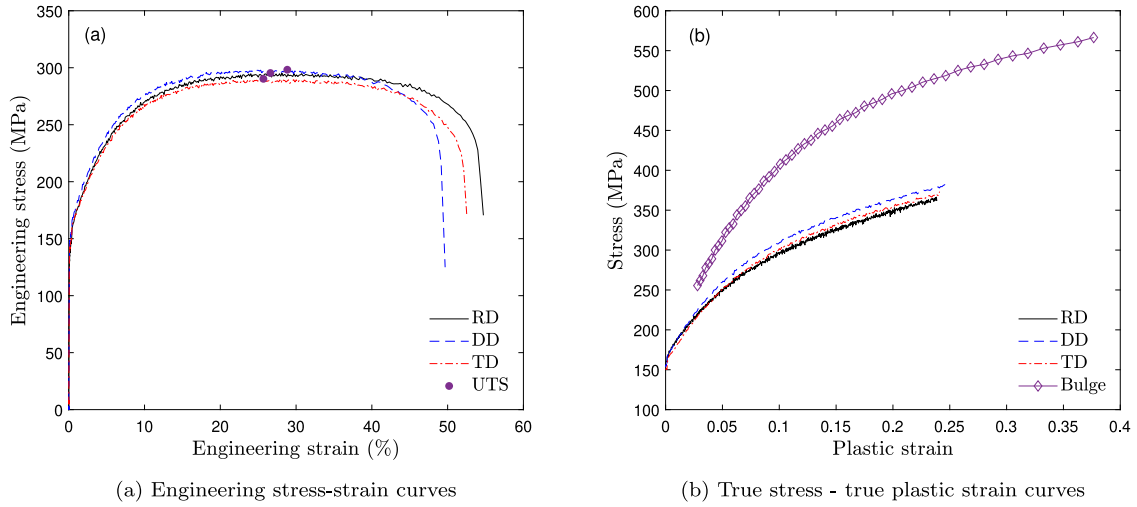 (a)
350
300
250
200
150
100
50
0
0 10 20 30 40 50 60
Engineering stress (MPa)
Engineering strain (%)
RD
DD
TD
UTS
(a) Engineering stress-strain curves
(b)
600
550
500
450
400
350
300
250
200
150
100
0 0.05 0.1 0.15 0.2 0.25 0.3 0.35 0.4
Stress (MPa)
Plastic strain
RD
DD
TD
Bulge
(b) True stress - true plastic strain curves